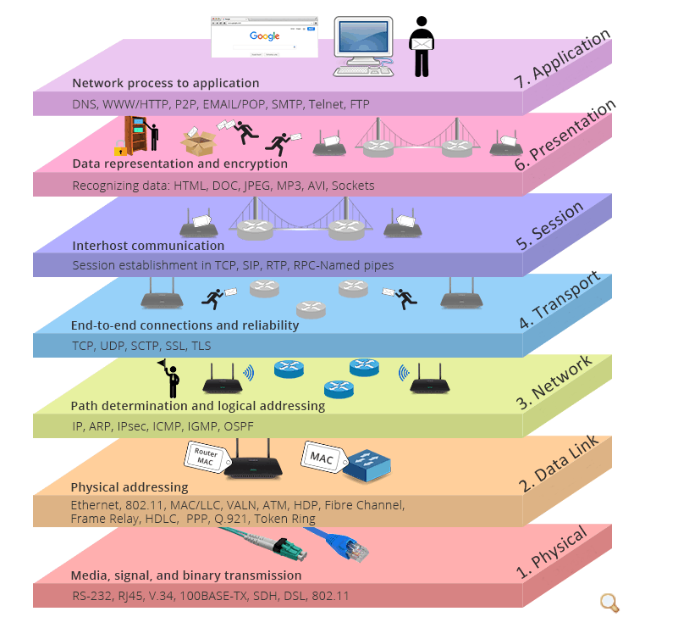 Google
7. Application
Network process to application
DNS, WWW/HTTP, P2P, EMAIL/POP, SMTP, Telnet, FTP
6. Presentation
Data representation and encryption
Recognizing data: HTML, DOC, JPEG, MP3, AVI, Sockets
5. Session
Interhost communication
Session establishment in TCP, SIP, RTP, RPC-Named pipes
4. Transport
End-to-end connections and reliability
TCP, UDP, SCTP, SSL, TLS
3. Network
Path determination and logical addressing
IP, ARP, IPsec, ICMP, IGMP, OSPF
2. Data Link
Router
MAC
MAC
Physical addressing
Ethernet, 802.11, MAC/LLC, VALN, ATM, HDP, Fibre Channel,
Frame Relay, HDLC, PPP, Q.921, Token Ring
1. Physical
Media, signal, and binary transmission
RS-232, RJ45, V.34, 100BASE-TX, SDH, DSL, 802.11